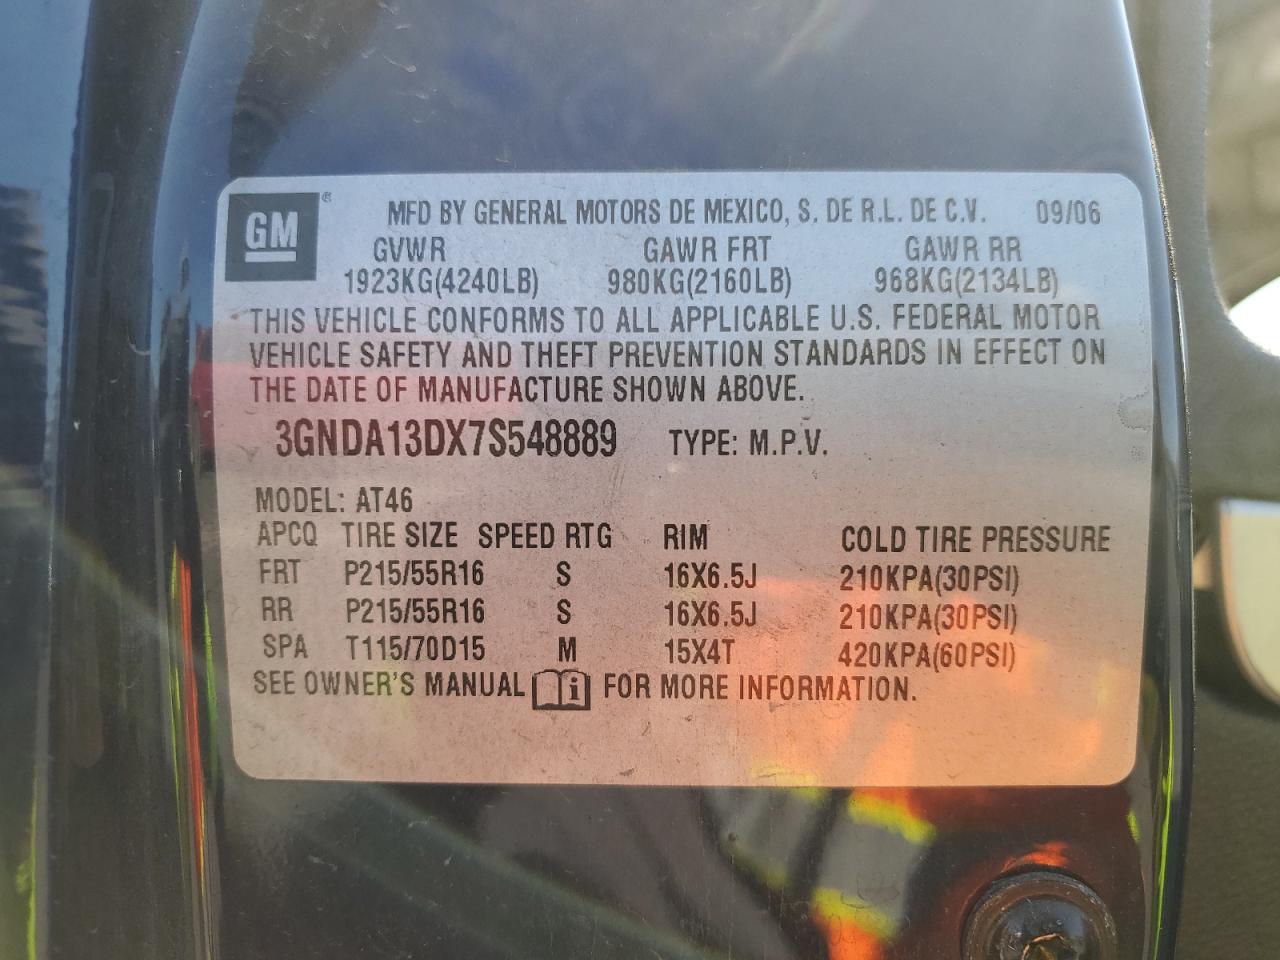 GM ® MFD BY GENERAL MOTORS DE MEXICO, S. DE R.L. DE C.V. 09/06
GVWR GAWR FRT GAWR RR
1923KG(4240LB) 980KG(2160LB) 968KG(2134LB)
THIS VEHICLE CONFORMS TO ALL APPLICABLE U.S. FEDERAL MOTOR
VEHICLE SAFETY AND THEFT PREVENTION STANDARDS IN EFFECT ON
THE DATE OF MANUFACTURE SHOWN ABOVE.
3GNDA13DX7S548889 TYPE: M.P.V.
MODEL: AT46
APCQ TIRE SIZE SPEED RTG RIM COLD TIRE PRESSURE
FRT P215/55R16 S 16X6.5J 210KPA(30PSI)
RR P215/55R16 S 16X6.5J 210KPA(30PSI)
SPA T115/70D15 M 15X4T 420KPA(60PSI)
SEE OWNER'S MANUAL i FOR MORE INFORMATION.